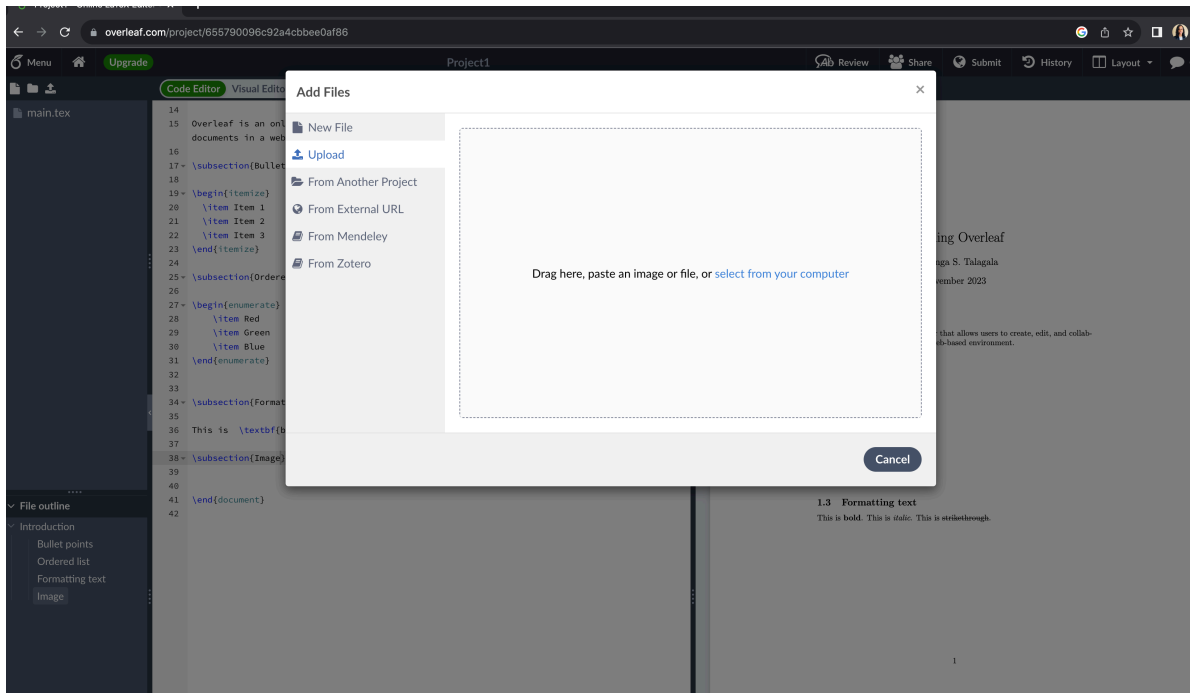 overleaf.com/project/655790096c92a4cbbee0af86
Menu
Upgrade
Project1
Review
Share
Submit
History
Layout
Code Editor
Visual Edito
Add Files
×
main.tex
New File
Upload
From Another Project
From External URL
From Mendeley
From Zotero
Drag here, paste an image or file, or select from your computer
Cancel
14
15 Overleaf is an onl
documents in a web
16
17 \subsection{Bullet
18
19 \begin{itemize}
20 \item Item 1
21 \item Item 2
22 \item Item 3
23 \end{itemize}
24
25 \subsection{Ordere
26
27 \begin{enumerate}
28 \item Red
29 \item Green
30 \item Blue
31 \end{enumerate}
32
33
34 \subsection{Format
35
36 This is \textbf{b
37
38 \subsection{Image}
39
40
41 \end{document}
42
File outline
Introduction
Bullet points
Ordered list
Formatting text
Image
ing Overleaf
nga S. Talagala
vember 2023
that allows users to create, edit, and collab-
eb-based environment.
1.3 Formatting text
This is bold. This is italic. This is strikethrough.
1